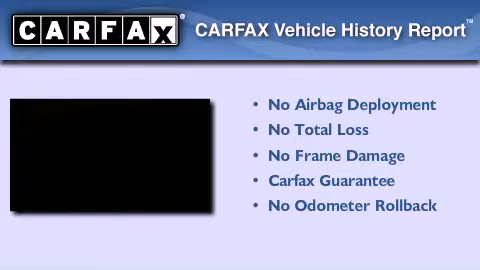 CARFAX® CARFAX Vehicle History Report™
• No Airbag Deployment
• No Total Loss
• No Frame Damage
• Carfax Guarantee
• No Odometer Rollback